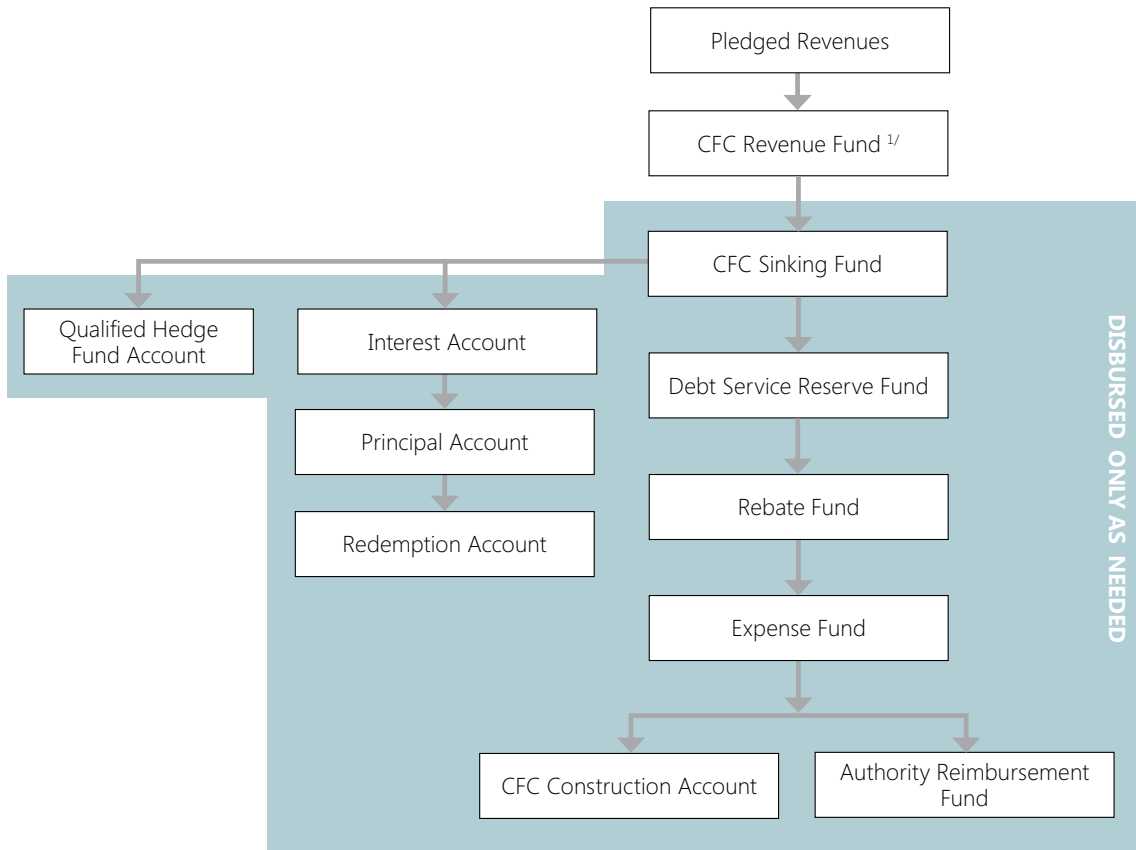 Pledged Revenues
CFC Revenue Fund 1/
CFC Sinking Fund
Qualified Hedge
Fund Account
Interest Account
Debt Service Reserve Fund
Principal Account
Rebate Fund
Redemption Account
Expense Fund
CFC Construction Account
Authority Reimbursement
Fund
DISBURSED ONLY AS NEEDED